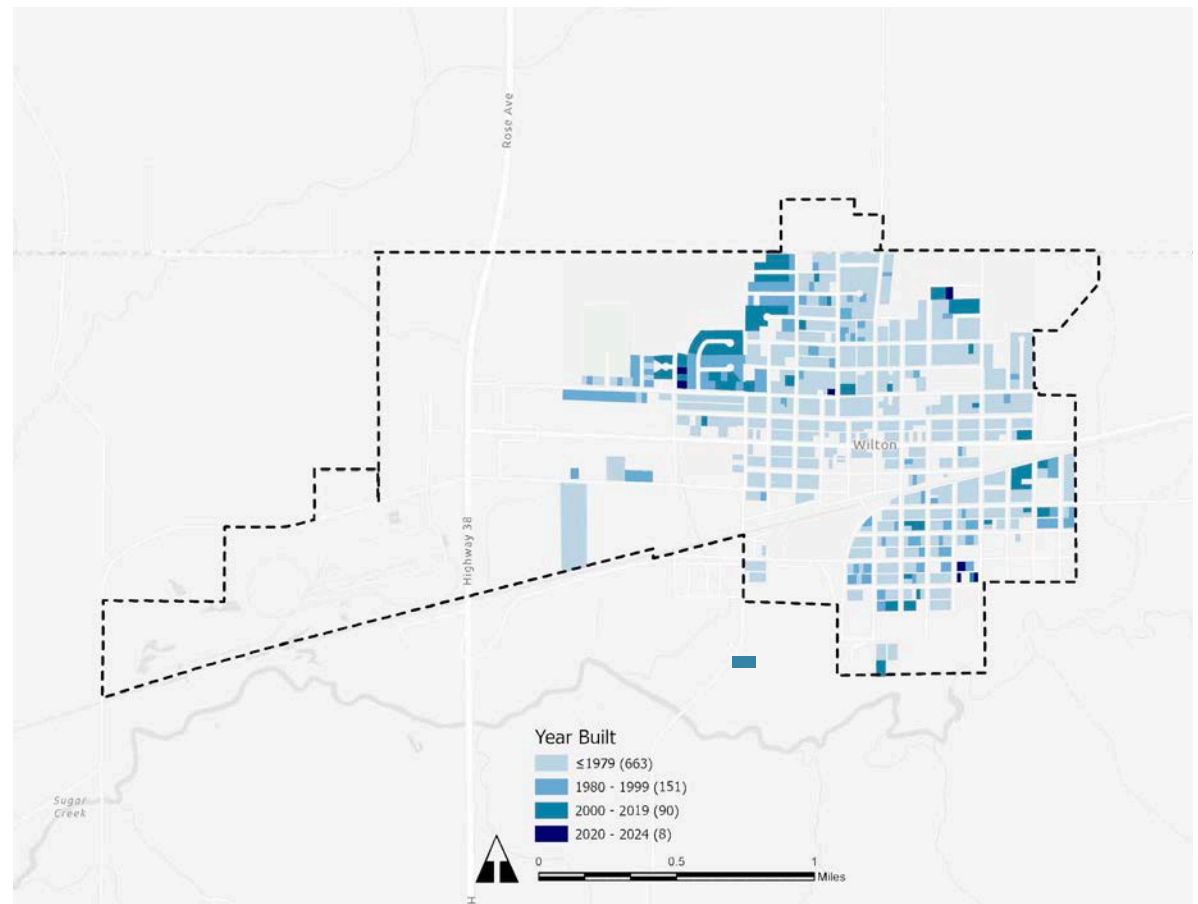 Rose Ave
Wilton
Highway 38
Sugar
Creek
Year Built
≤1979 (663)
1980 - 1999 (151)
2000 - 2019 (90)
2020 - 2024 (8)
0 0.5 1
Miles
H